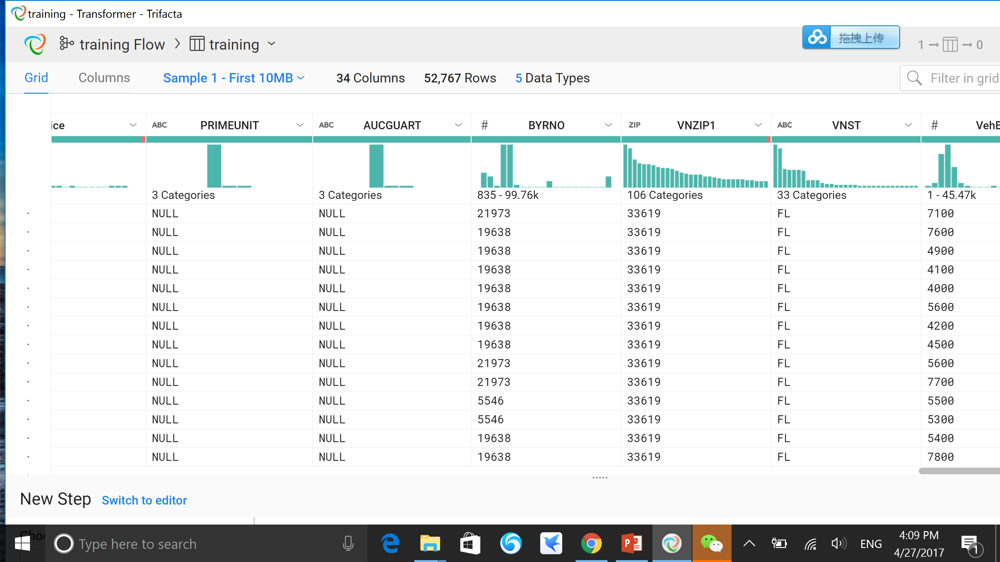 training - Transformer - Trifacta
training Flow > training
拖拽上传
1 → → 0
Grid Columns Sample 1 - First 10MB 34 Columns 52,767 Rows 5 Data Types Filter in grid
ice ABC PRIMEUNIT ABC AUCGUART # BYRNO ZIP VNZIP1 ABC VNST # VehB
3 Categories 3 Categories 835 - 99.76k 106 Categories 33 Categories 1 - 45.47k
NULL NULL 21973 33619 FL 7100
NULL NULL 19638 33619 FL 7600
NULL NULL 19638 33619 FL 4900
NULL NULL 19638 33619 FL 4100
NULL NULL 19638 33619 FL 4000
NULL NULL 19638 33619 FL 5600
NULL NULL 19638 33619 FL 4200
NULL NULL 19638 33619 FL 4500
NULL NULL 21973 33619 FL 5600
NULL NULL 21973 33619 FL 7700
NULL NULL 5546 33619 FL 5500
NULL NULL 5546 33619 FL 5300
NULL NULL 19638 33619 FL 5400
NULL NULL 19638 33619 FL 7800
New Step Switch to editor
Type here to search
ENG
4:09 PM
4/27/2017
1